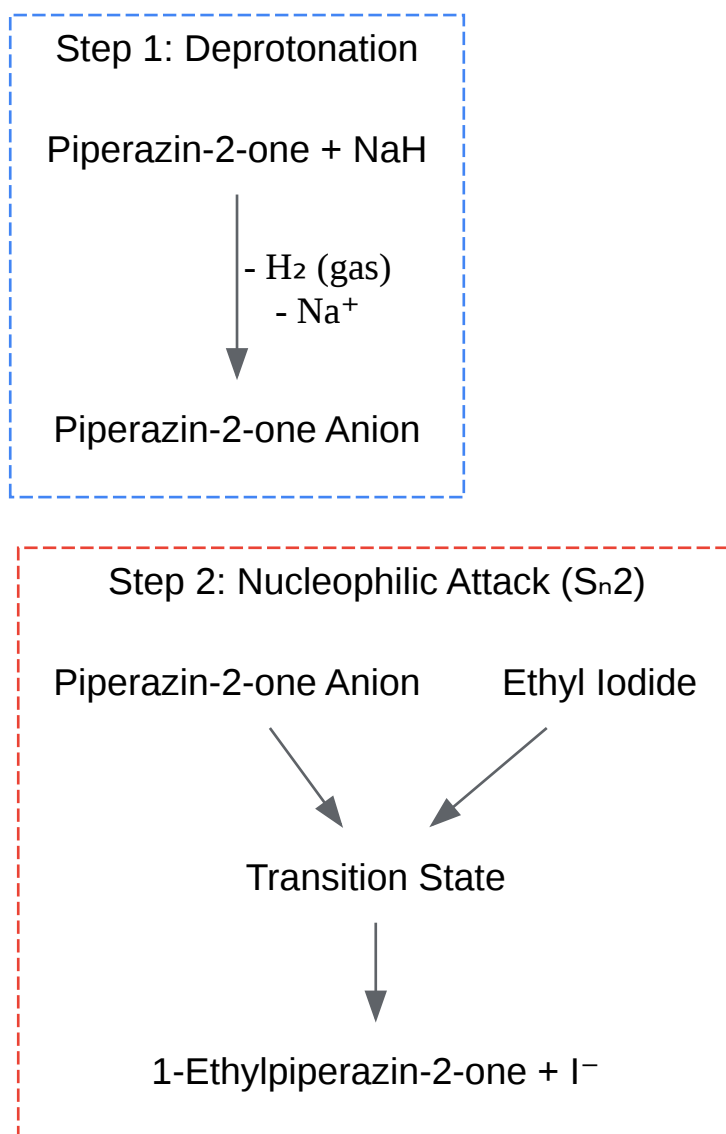 Step 1: Deprotonation
Piperazin-2-one + NaH
- H₂ (gas)
- Na⁺
Piperazin-2-one Anion
Step 2: Nucleophilic Attack (Sₙ2)
Piperazin-2-one Anion Ethyl Iodide
Transition State
1-Ethylpiperazin-2-one + I⁻